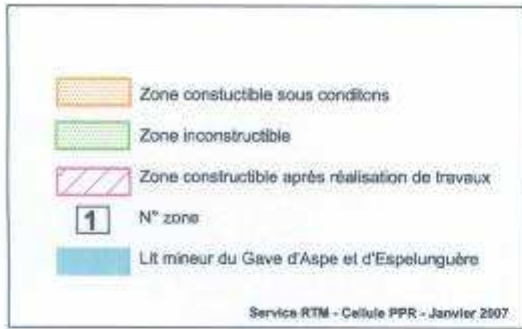 Zone constuctible sous conditons
Zone inconstructible
Zone constructible après réalisation de travaux
1 N° zone
Lit mineur du Gave d'Aspe et d'Espelunguère
Service RTM - Cellule PPR - Janvier 2007